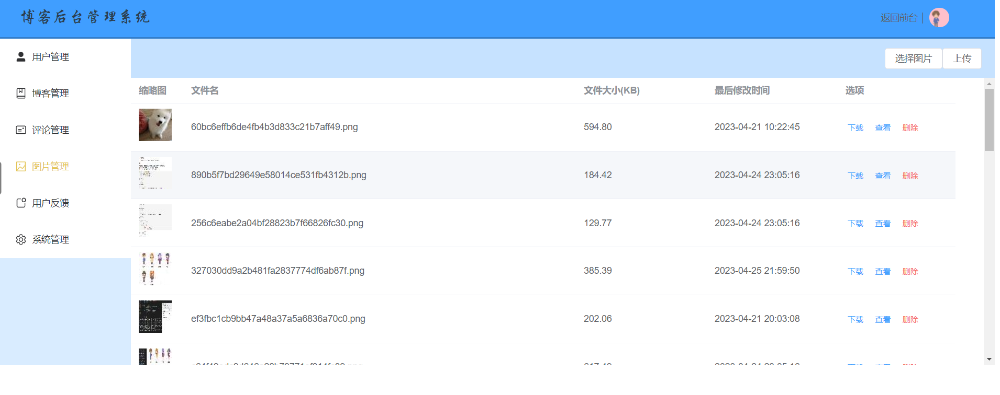 博客后台管理系统
返回前台
用户管理
博客管理
评论管理
图片管理
用户反馈
系统管理
选择图片 上传
缩略图 文件名 文件大小(KB) 最后修改时间 选项
60bc6effb6de4fb4b3d833c21b7aff49.png 594.80 2023-04-21 10:22:45 下载 查看 删除
890b5f7bd29649e58014ce531fb4312b.png 184.42 2023-04-24 23:05:16 下载 查看 删除
256c6eabe2a04bf28823b7f66826fc30.png 129.77 2023-04-24 23:05:16 下载 查看 删除
327030dd9a2b481fa2837774df6ab87f.png 385.39 2023-04-25 21:59:50 下载 查看 删除
ef3fbc1cb9bb47a48a37a5a6836a70c0.png 202.06 2023-04-21 20:03:08 下载 查看 删除